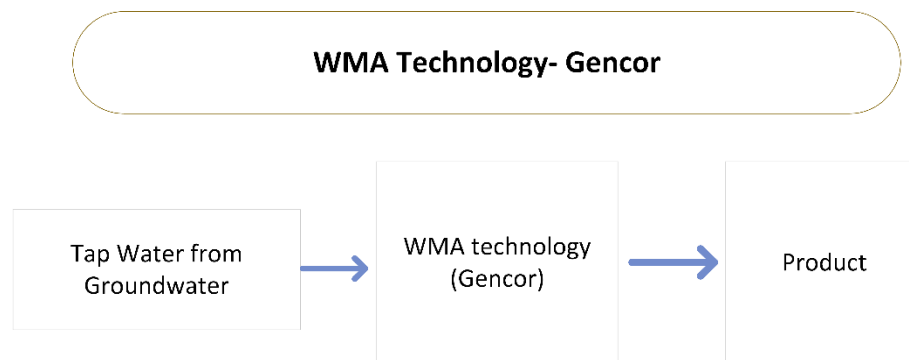 WMA Technology- Gencor
Tap Water from
Groundwater
WMA technology
(Gencor)
Product